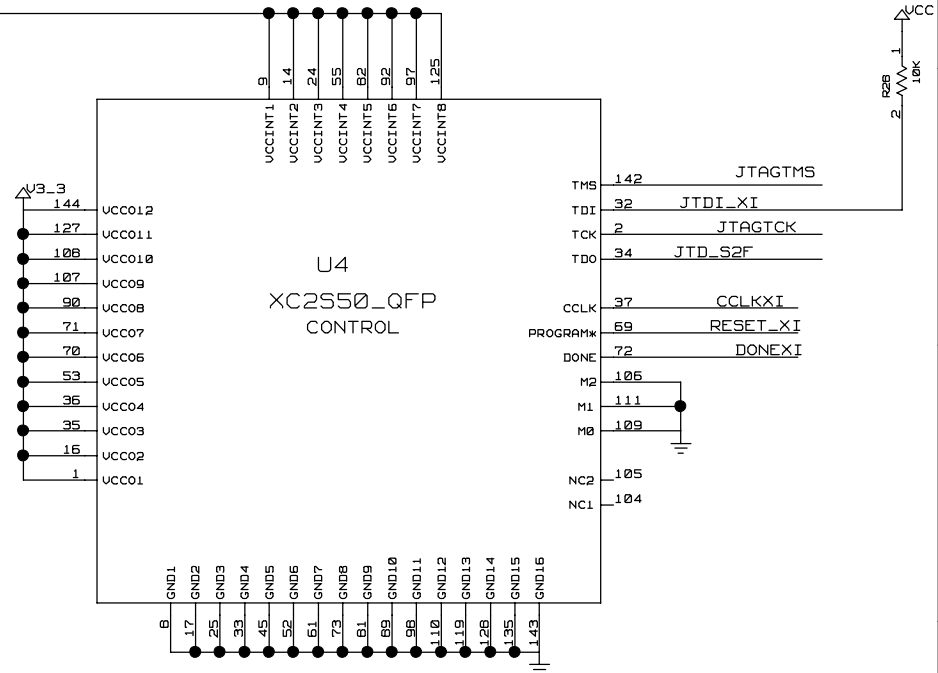 VCC
1
R28
10K
2
9
14
24
55
62
92
97
125
VCCINT1
VCCINT2
VCCINT3
VCCINT4
VCCINT5
VCCINT6
VCCINT7
VCCINT8
V3_3
144 VCCO12
127 VCCO11
108 VCCO10
107 VCCO9
90 VCCO8
71 VCCO7
70 VCCO6
53 VCCO5
36 VCCO4
35 VCCO3
16 VCCO2
1 VCCO1
U4
XC2S50_QFP
CONTROL
TMS 142 JTAGTMS
TDI 32 JTDI_XI
TCK 2 JTAGTCK
TDO 34 JTD_S2F
CCLK 37 CCLKXI
PROGRAM* 69 RESET_XI
DONE 72 DONEXI
M2 106
M1 111
M0 109
NC2 105
NC1 104
GND1
GND2
GND3
GND4
GND5
GND6
GND7
GND8
GND9
GND10
GND11
GND12
GND13
GND14
GND15
GND16
8
17
25
33
45
52
61
73
81
89
98
110
119
128
135
143